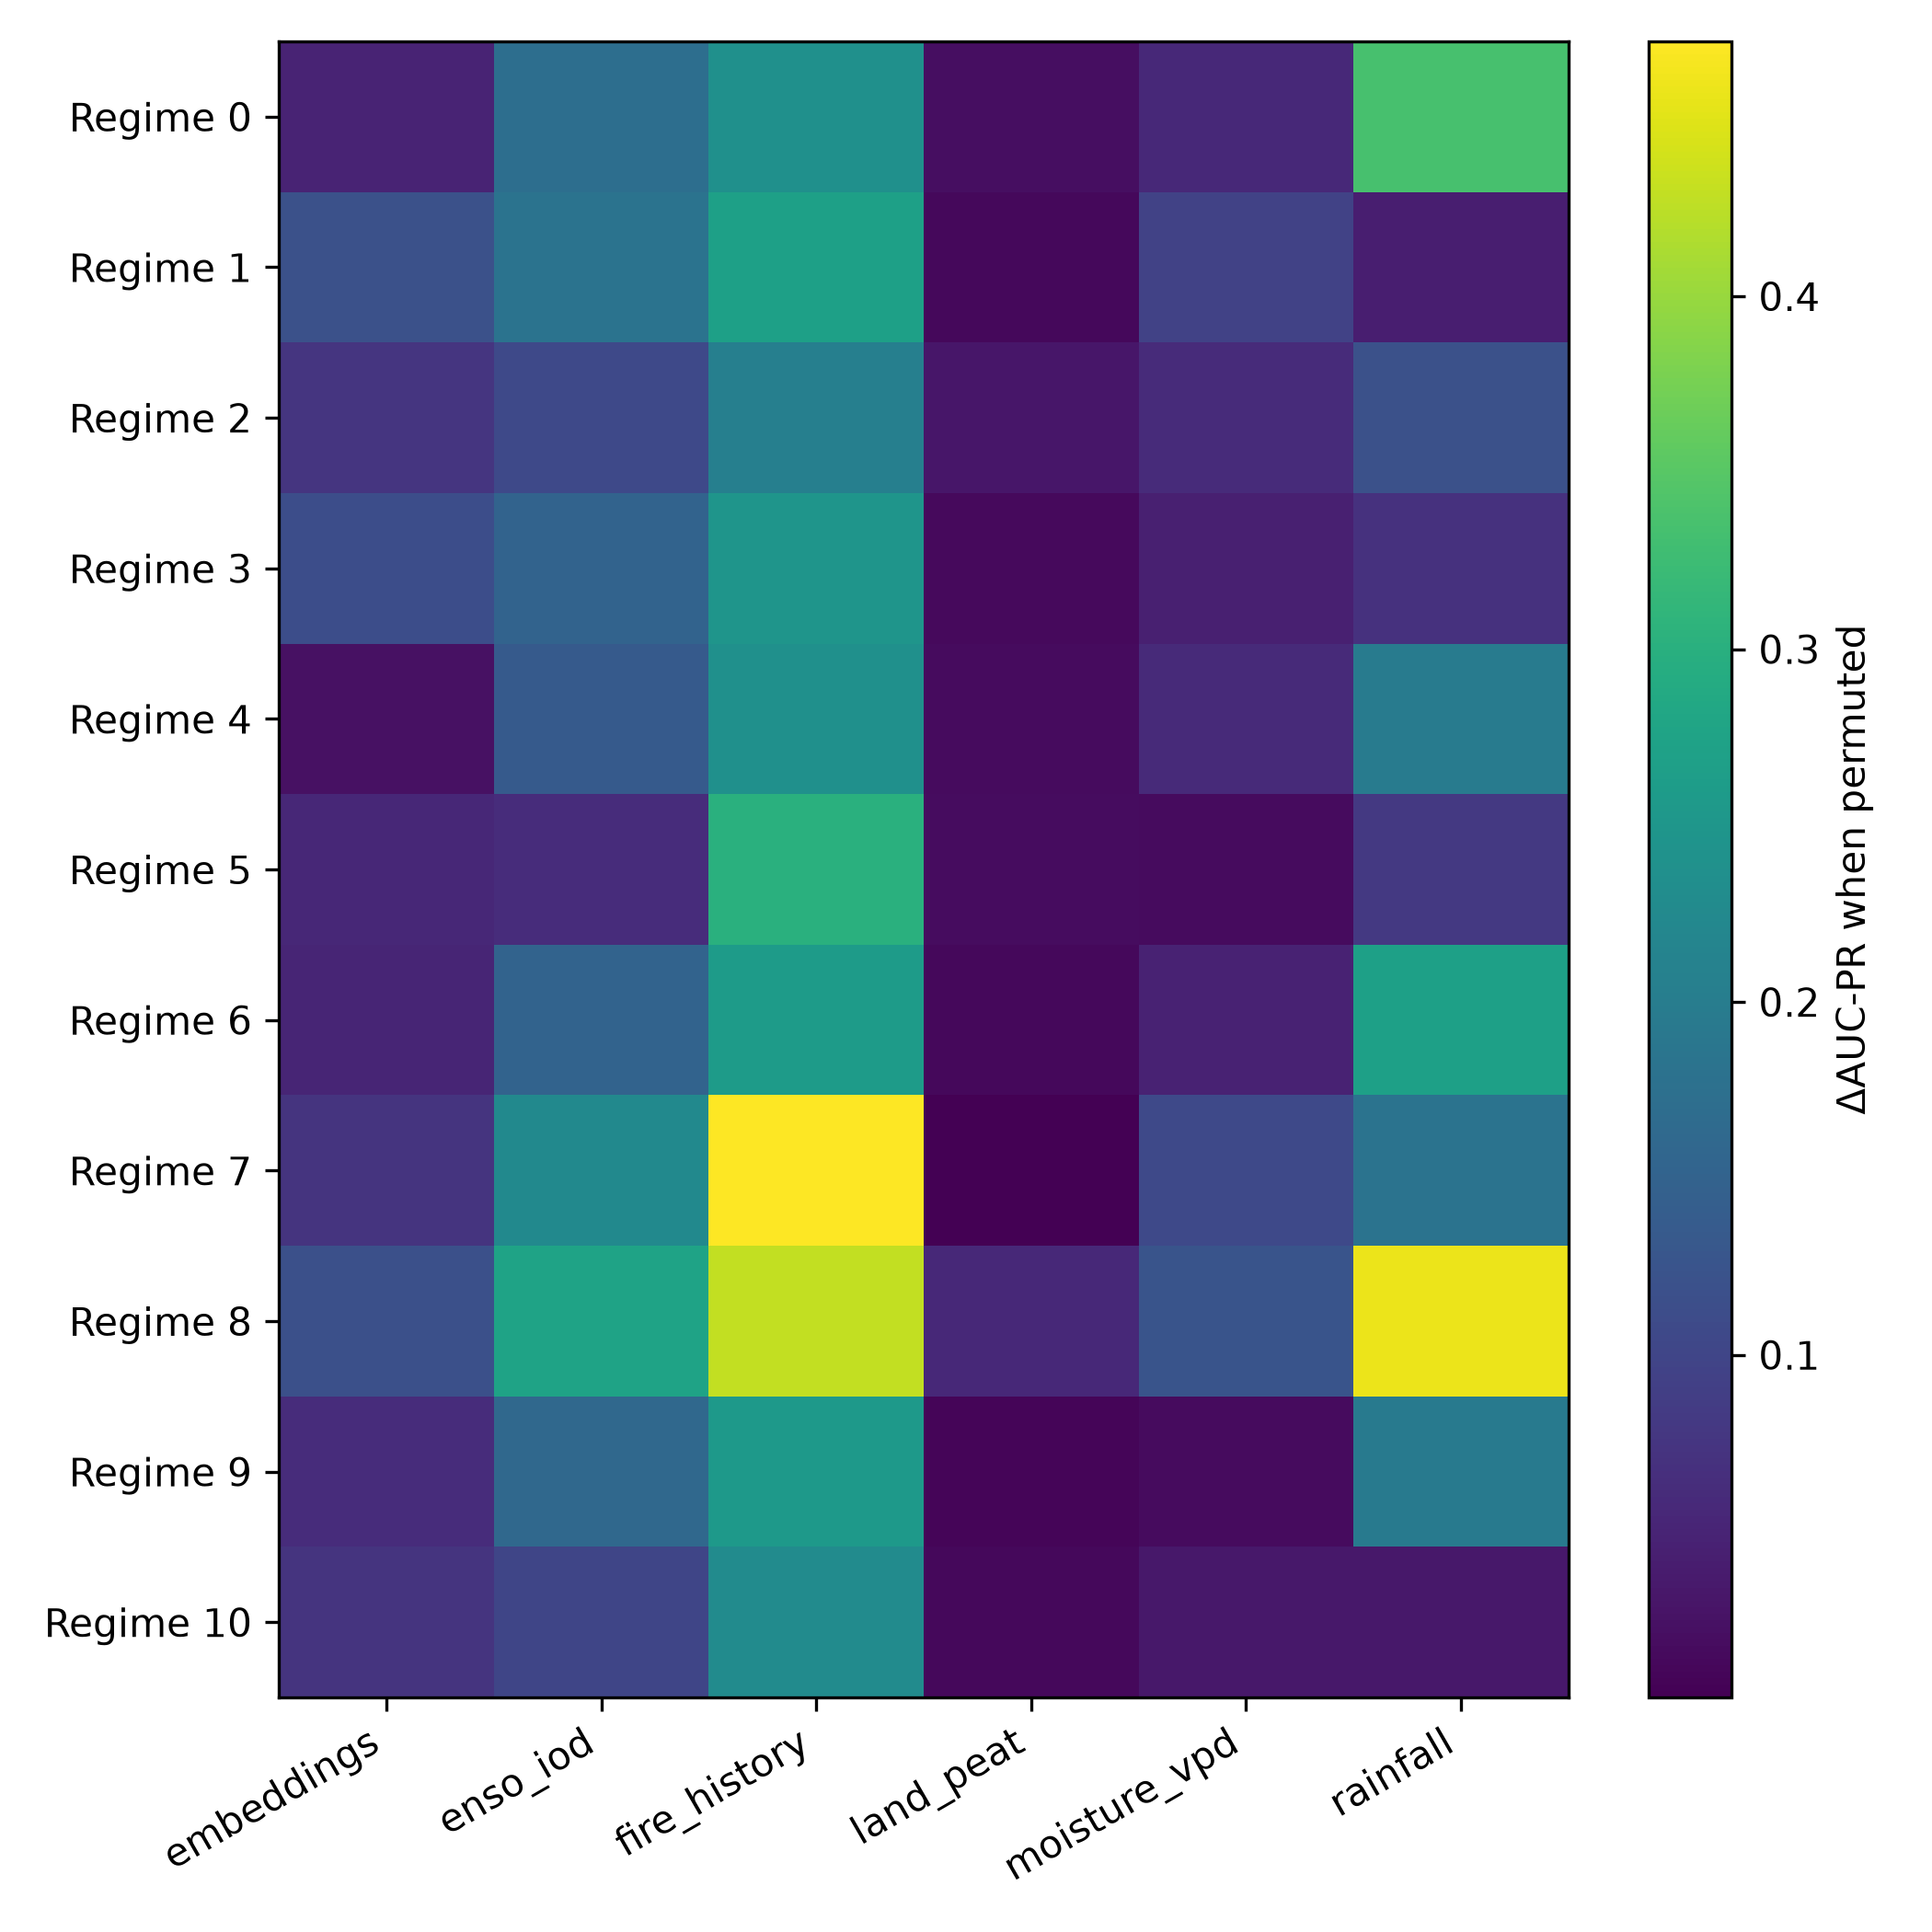 Regime 0
Regime 1
Regime 2
Regime 3
Regime 4
Regime 5
Regime 6
Regime 7
Regime 8
Regime 9
Regime 10
embeddings
enso_iod
fire_history
land_peat
moisture_vpd
rainfall
0.4
0.3
0.2
0.1
ΔAUC-PR when permuted